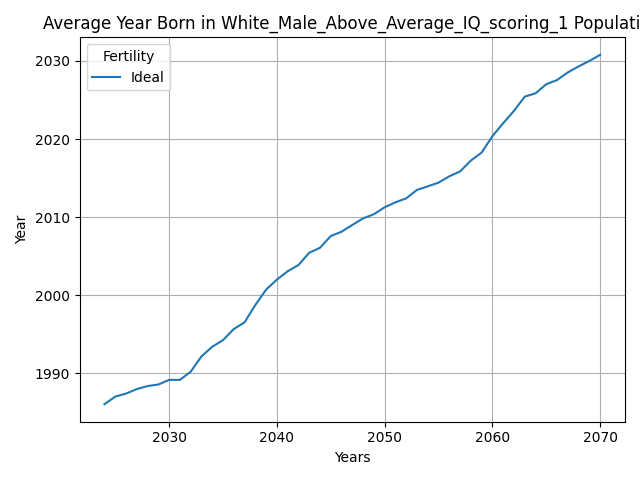 Average Year Born in White_Male_Above_Average_IQ_scoring_1 Populati
Fertility
Ideal
2030
2020
2010
2000
1990
Year
2030 2040 2050 2060 2070
Years